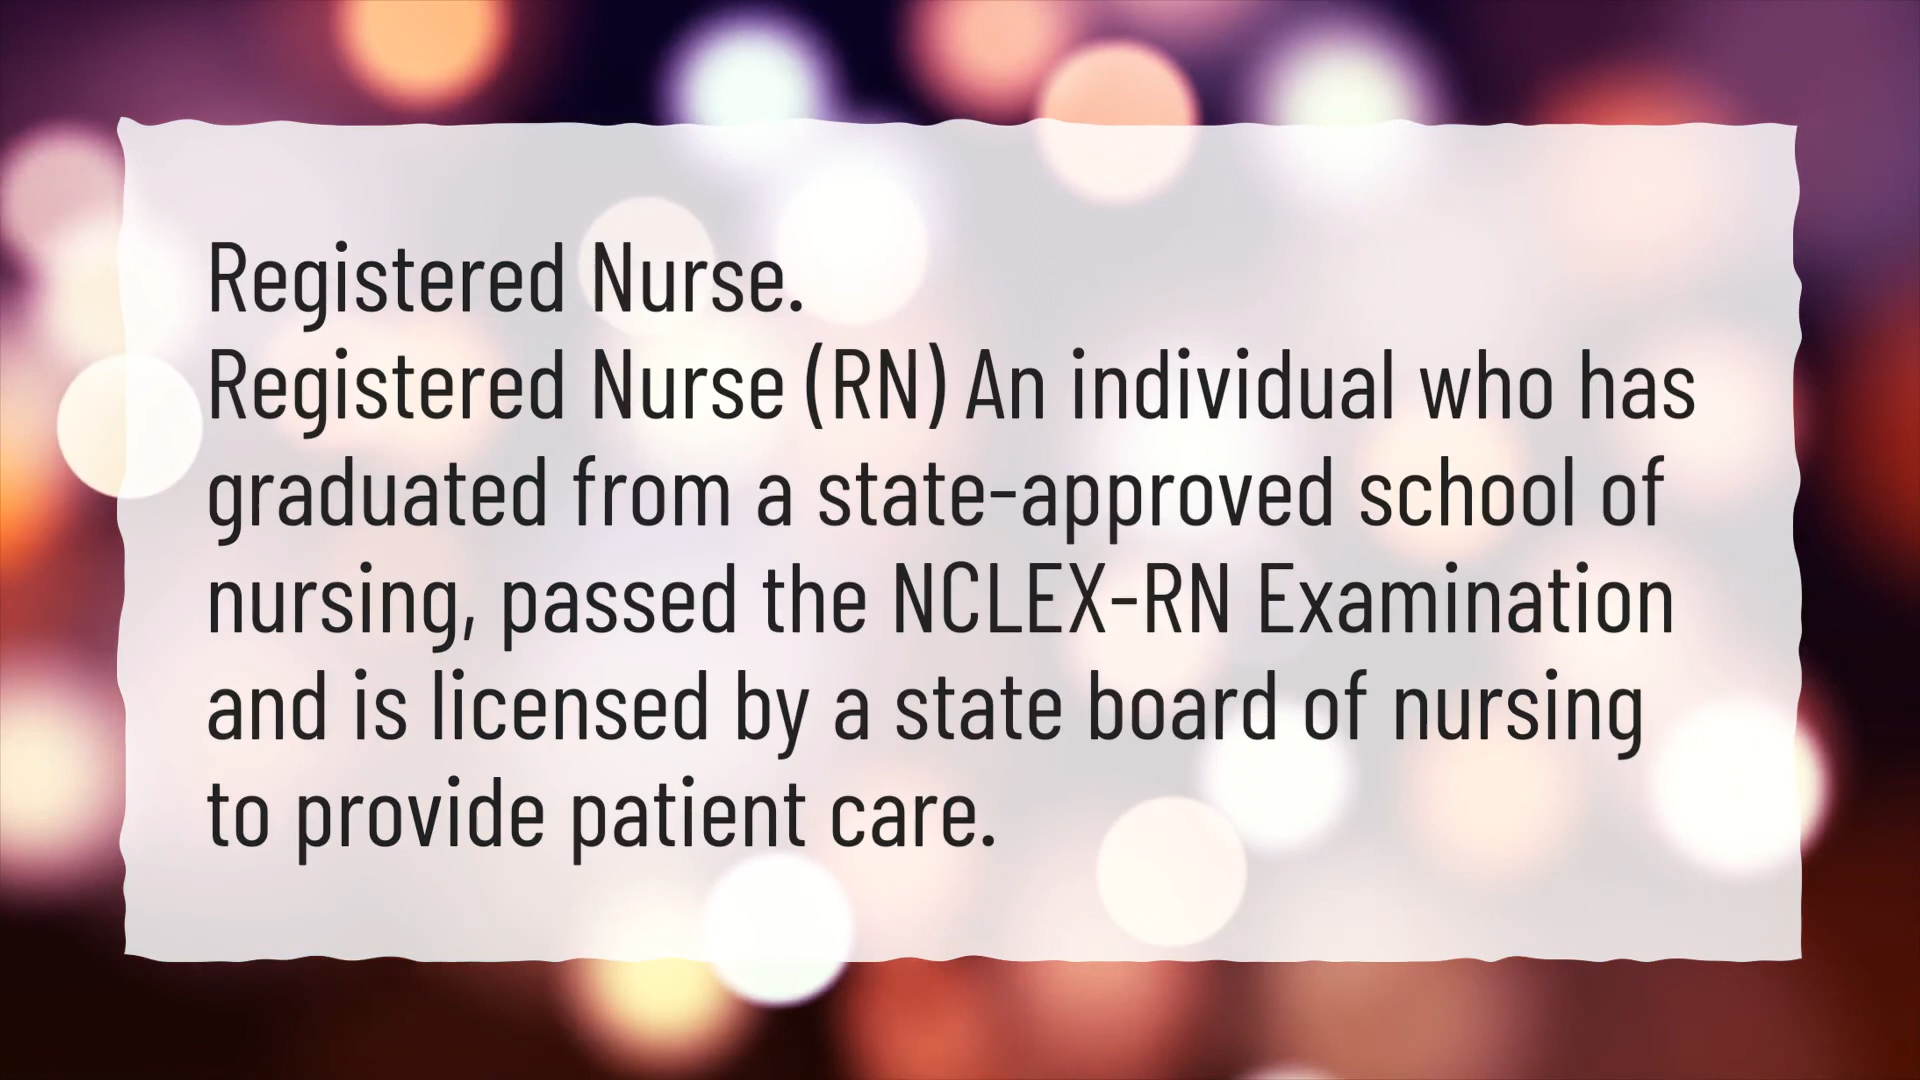 Registered Nurse.
Registered Nurse (RN) An individual who has
graduated from a state-approved school of
nursing, passed the NCLEX-RN Examination
and is licensed by a state board of nursing
to provide patient care.